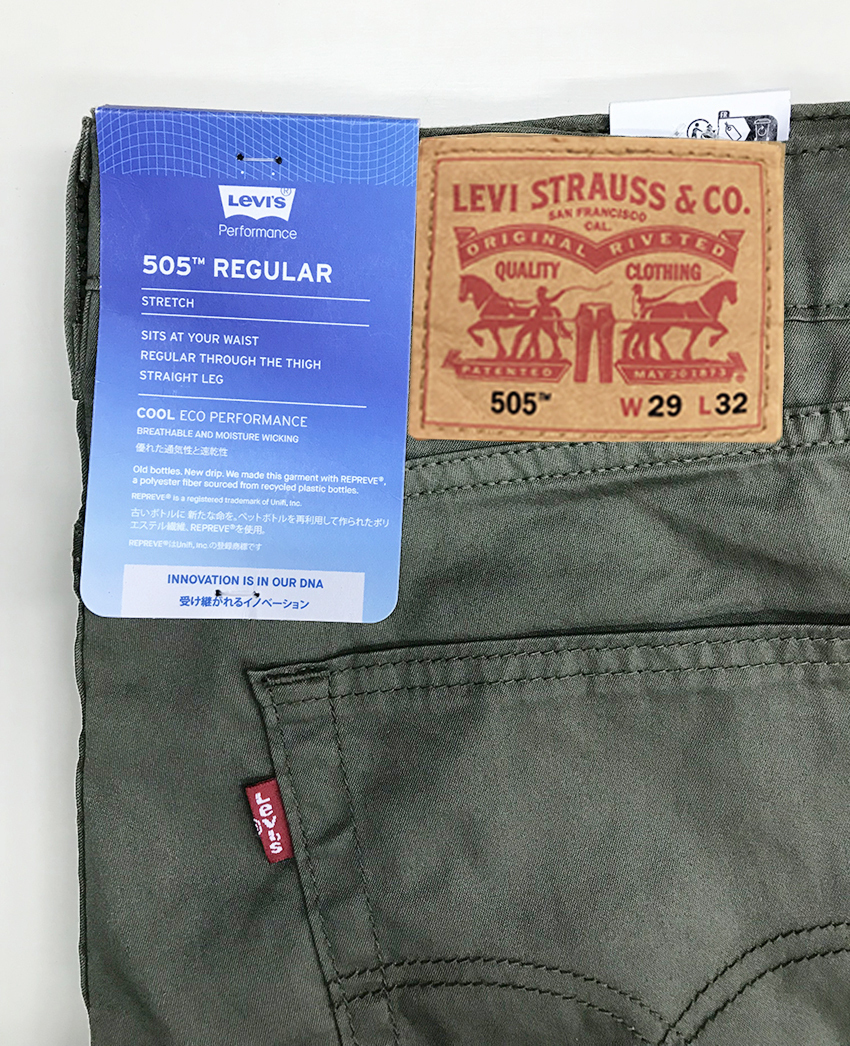 LEVI'S®
Performance
505™ REGULAR
STRETCH
SITS AT YOUR WAIST
REGULAR THROUGH THE THIGH
STRAIGHT LEG
COOL ECO PERFORMANCE
BREATHABLE AND MOISTURE WICKING
優れた通気性と速乾性
Old bottles. New drip. We made this garment with REPREVE®,
a polyester fiber sourced from recycled plastic bottles.
REPREVE® is a registered trademark of Unifi, Inc.
古いボトルに 新たな命を。ペットボトルを再利用して作られたポリ
エステル繊維、REPREVE®を使用。
REPREVE®はUnifi, Inc.の登録商標です
INNOVATION IS IN OUR DNA
受け継がれるイノベーション
LEVI STRAUSS & CO.
SAN FRANCISCO
CAL.
ORIGINAL RIVETED
QUALITY CLOTHING
PATENTED MAY 20 1873
505™ W 29 L 32
Levi's